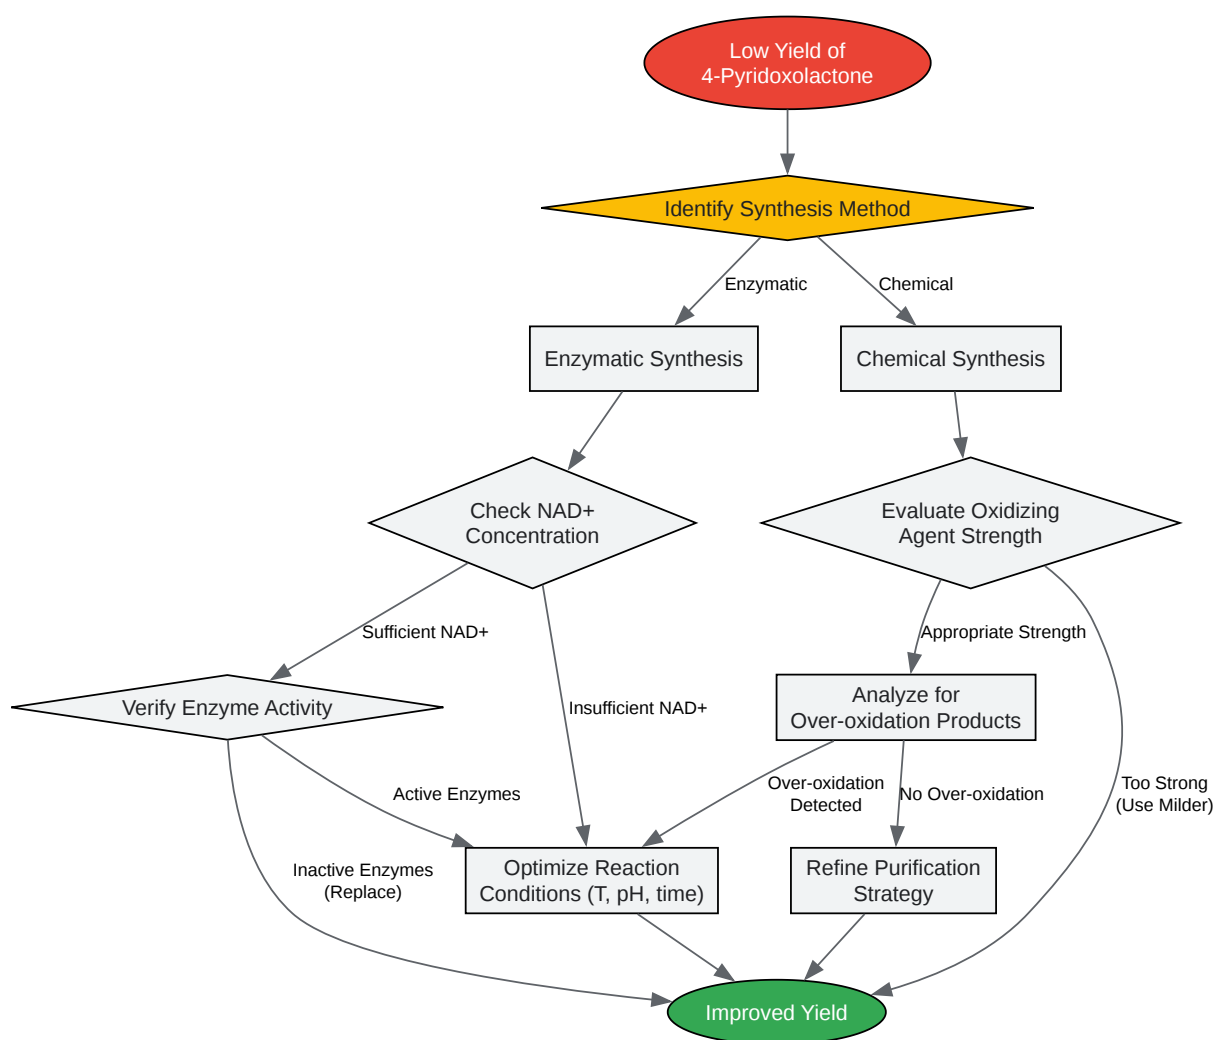 Low Yield of
4-Pyridoxolactone
Identify Synthesis Method
Enzymatic
Chemical
Enzymatic Synthesis
Chemical Synthesis
Check NAD+
Concentration
Evaluate Oxidizing
Agent Strength
Sufficient NAD+
Appropriate Strength
Verify Enzyme Activity
Insufficient NAD+
Analyze for
Over-oxidation Products
Active Enzymes
Over-oxidation
Detected
No Over-oxidation
Too Strong
(Use Milder)
Inactive Enzymes
(Replace)
Optimize Reaction
Conditions (T, pH, time)
Refine Purification
Strategy
Improved Yield